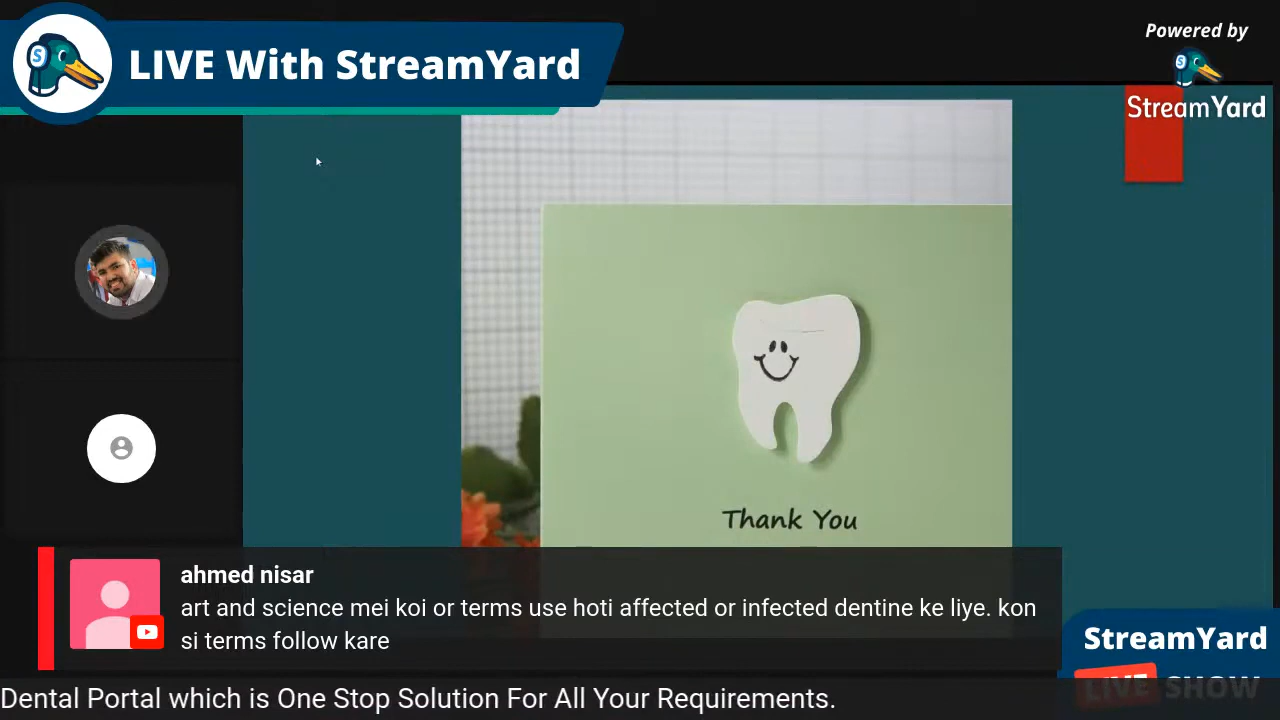 LIVE With StreamYard
Powered by
StreamYard
Thank You
ahmed nisar
art and science mei koi or terms use hoti affected or infected dentine ke liye. kon
si terms follow kare
StreamYard
LIVE SHOW
Dental Portal which is One Stop Solution For All Your Requirements.